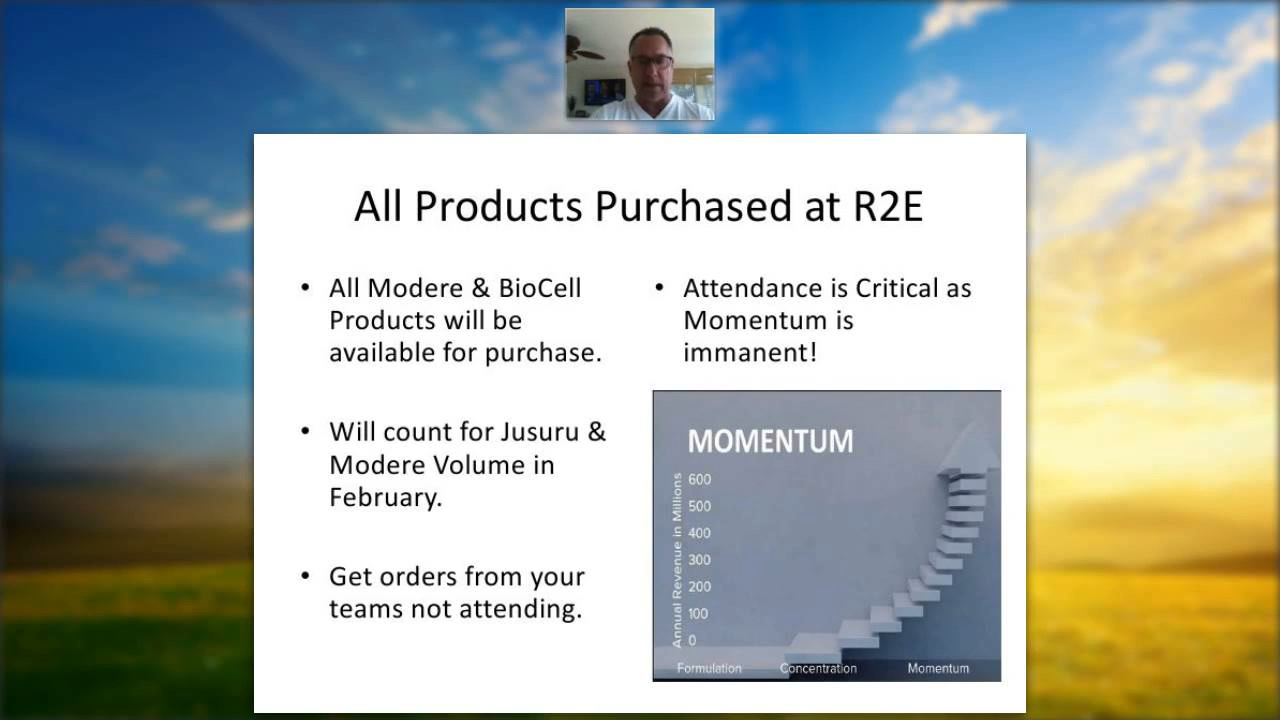 All Products Purchased at R2E
• All Modere & BioCell
Products will be
available for purchase.
• Will count for Jusuru &
Modere Volume in
February.
• Get orders from your
teams not attending.
• Attendance is Critical as
Momentum is
immanent!
MOMENTUM
Annual Revenue in Millions
600
500
400
300
200
100
0
Formulation Concentration Momentum